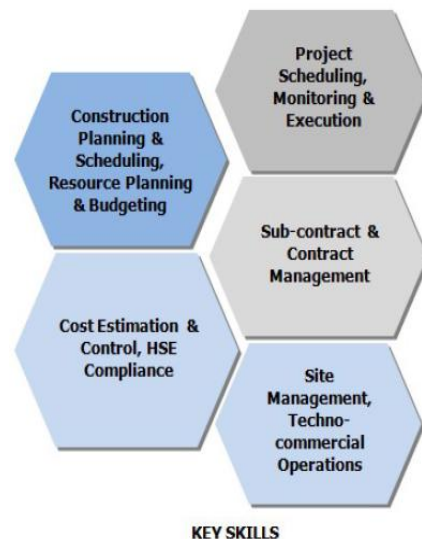 Project
Scheduling,
Monitoring &
Execution
Construction
Planning &
Scheduling,
Resource Planning
& Budgeting
Sub-contract &
Contract
Management
Cost Estimation &
Control, HSE
Compliance
Site
Management,
Techno-
commercial
Operations
KEY SKILLS